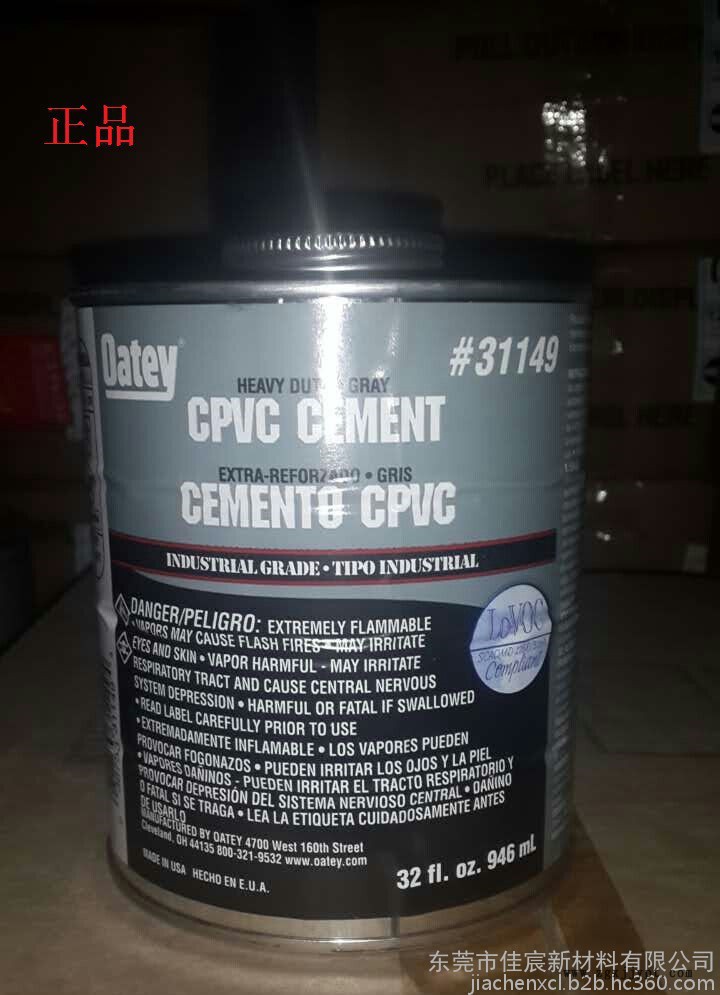 正品
PLACE LABEL HERE
Oatey
#31149
HEAVY DUTY GRAY
CPVC CEMENT
EXTRA-REFORZADO • GRIS
CEMENTO CPVC
INDUSTRIAL GRADE • TIPO INDUSTRIAL
LoVOC
Compliant
DANGER/PELIGRO: EXTREMELY FLAMMABLE
• VAPORS MAY CAUSE FLASH FIRES • MAY IRRITATE
EYES AND SKIN • VAPOR HARMFUL - MAY IRRITATE
RESPIRATORY TRACT AND CAUSE CENTRAL NERVOUS
SYSTEM DEPRESSION • HARMFUL OR FATAL IF SWALLOWED
• READ LABEL CAREFULLY PRIOR TO USE
• EXTREMADAMENTE INFLAMABLE • LOS VAPORES PUEDEN
PROVOCAR FOGONAZOS • PUEDEN IRRITAR LOS OJOS Y LA PIEL
• VAPORES DAÑINOS - PUEDEN IRRITAR EL TRACTO RESPIRATORIO Y
PROVOCAR DEPRESIÓN DEL SISTEMA NERVIOSO CENTRAL • DAÑINO
O FATAL SI SE TRAGA • LEA LA ETIQUETA CUIDADOSAMENTE ANTES
DE USARLO
MANUFACTURED BY OATEY 4700 West 160th Street
Cleveland, OH 44135 800-321-9532 www.oatey.com
MADE IN USA HECHO EN E.U.A.
32 fl. oz. 946 mL
东莞市佳宸新材料有限公司
jiachenxcl.b2b.hc360.com